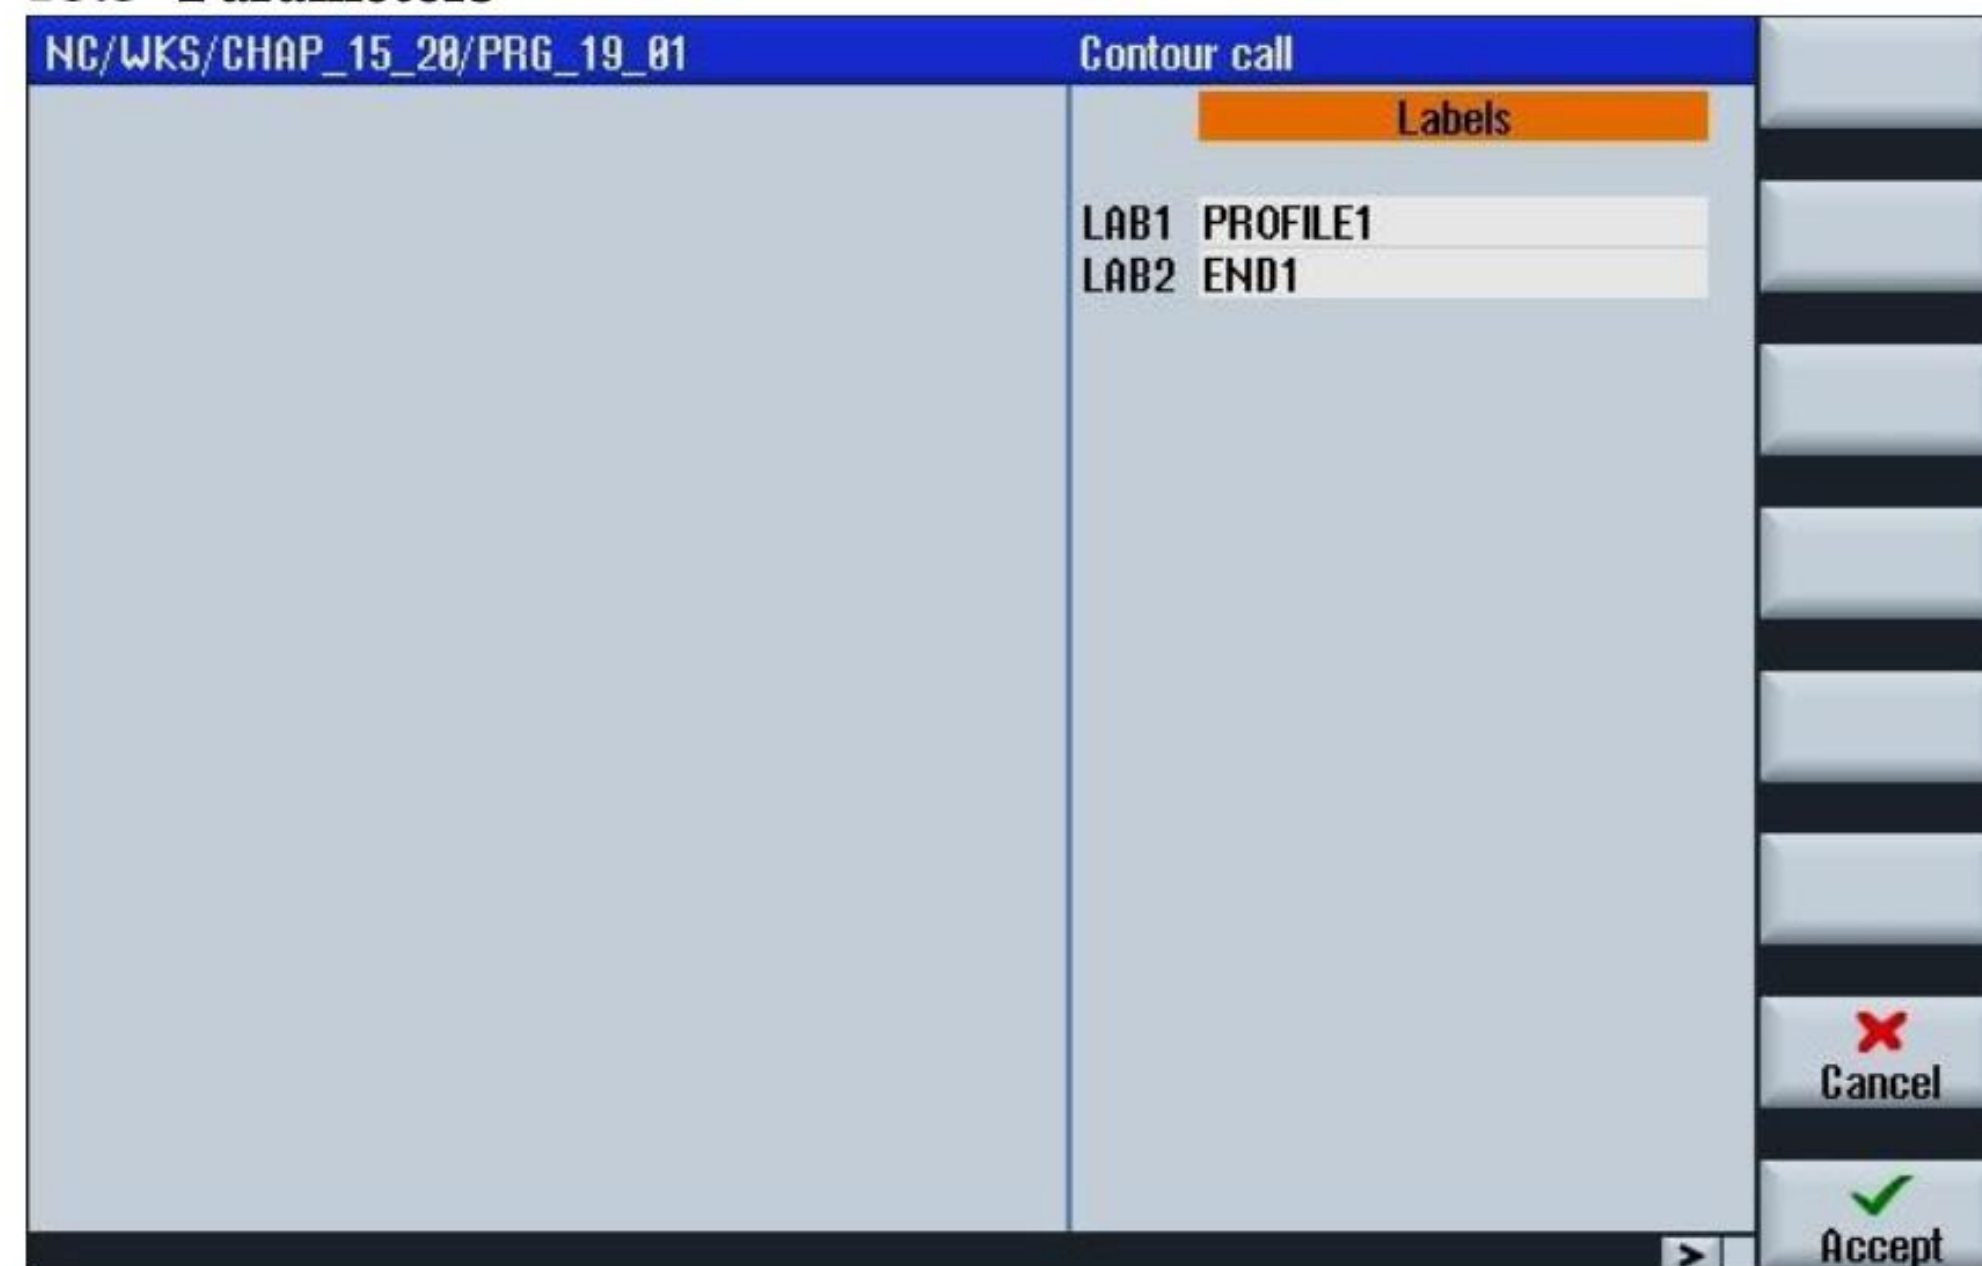 NC/WKS/CHAP_15_20/PRG_19_01
Contour call
Labels
LAB1 PROFILE1
LAB2 END1
Cancel
>
Accept